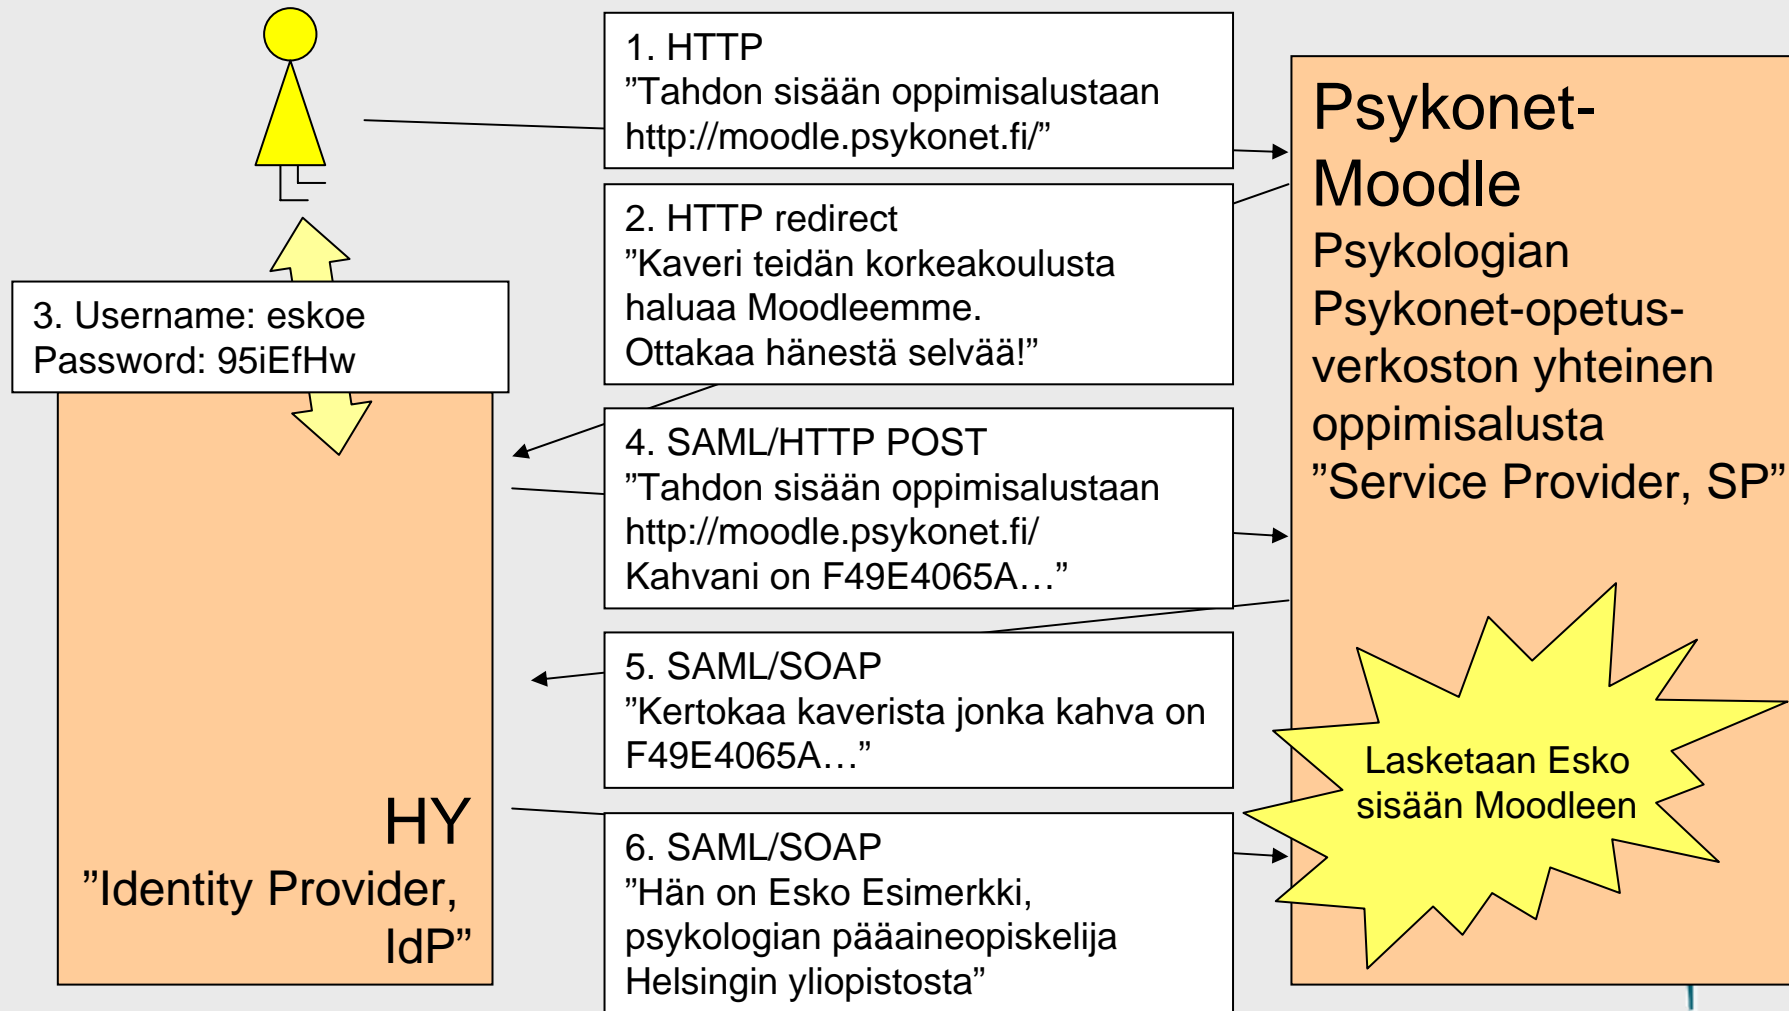 1. HTTP
”Tahdon sisään oppimisalustaan
http://moodle.psykonet.fi/”
2. HTTP redirect
”Kaveri teidän korkeakoulusta
haluaa Moodleemme.
Ottakaa hänestä selvää!”
3. Username: eskoe
Password: 95iEfHw
4. SAML/HTTP POST
”Tahdon sisään oppimisalustaan
http://moodle.psykonet.fi/
Kahvani on F49E4065A…”
5. SAML/SOAP
”Kertokaa kaverista jonka kahva on
F49E4065A…”
6. SAML/SOAP
”Hän on Esko Esimerkki,
psykologian pääaineopiskelija
Helsingin yliopistosta”
HY
”Identity Provider,
IdP”
Psykonet-
Moodle
Psykologian
Psykonet-opetus-
verkoston yhteinen
oppimisalusta
”Service Provider, SP”
Lasketaan Esko
sisään Moodleen